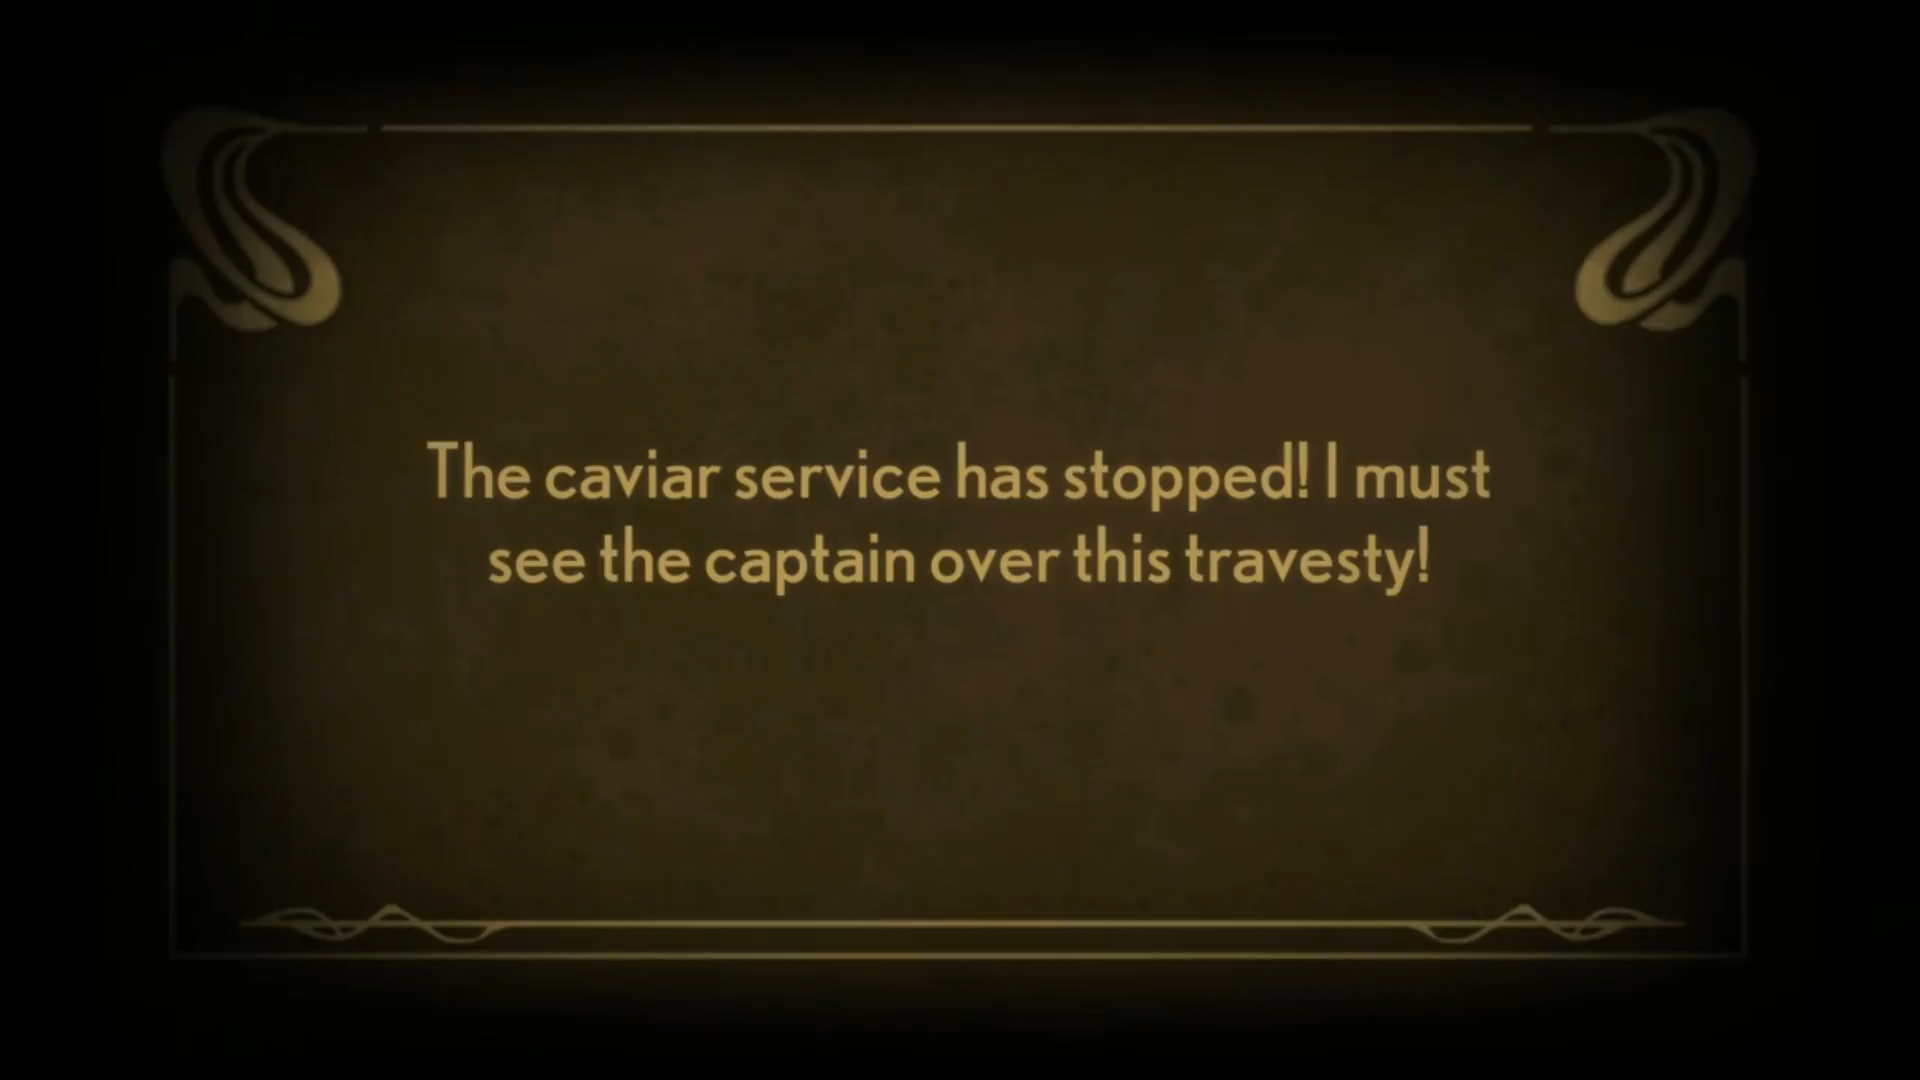 The caviar service has stopped! I must
see the captain over this travesty!